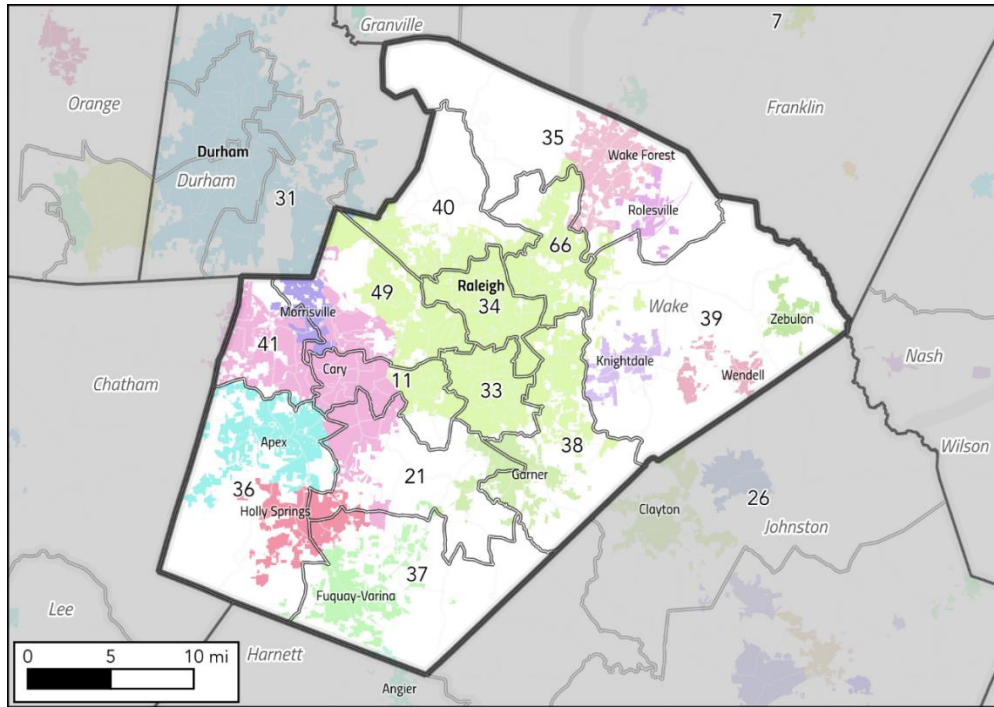 Granville
7
Orange
Franklin
35
Durham
Wake Forest
Durham
31
Rolesville
40
66
Raleigh
49
34
Wake
39
Morrisville
Zebulon
41
Knightdale
Nash
Chatham
Cary
11
Wendell
33
Apex
38
Wilson
21
Garner
36
Holly Springs
26
Clayton
Johnston
37
Fuquay-Varina
Lee
0 5 10 mi
Harnett
Angier